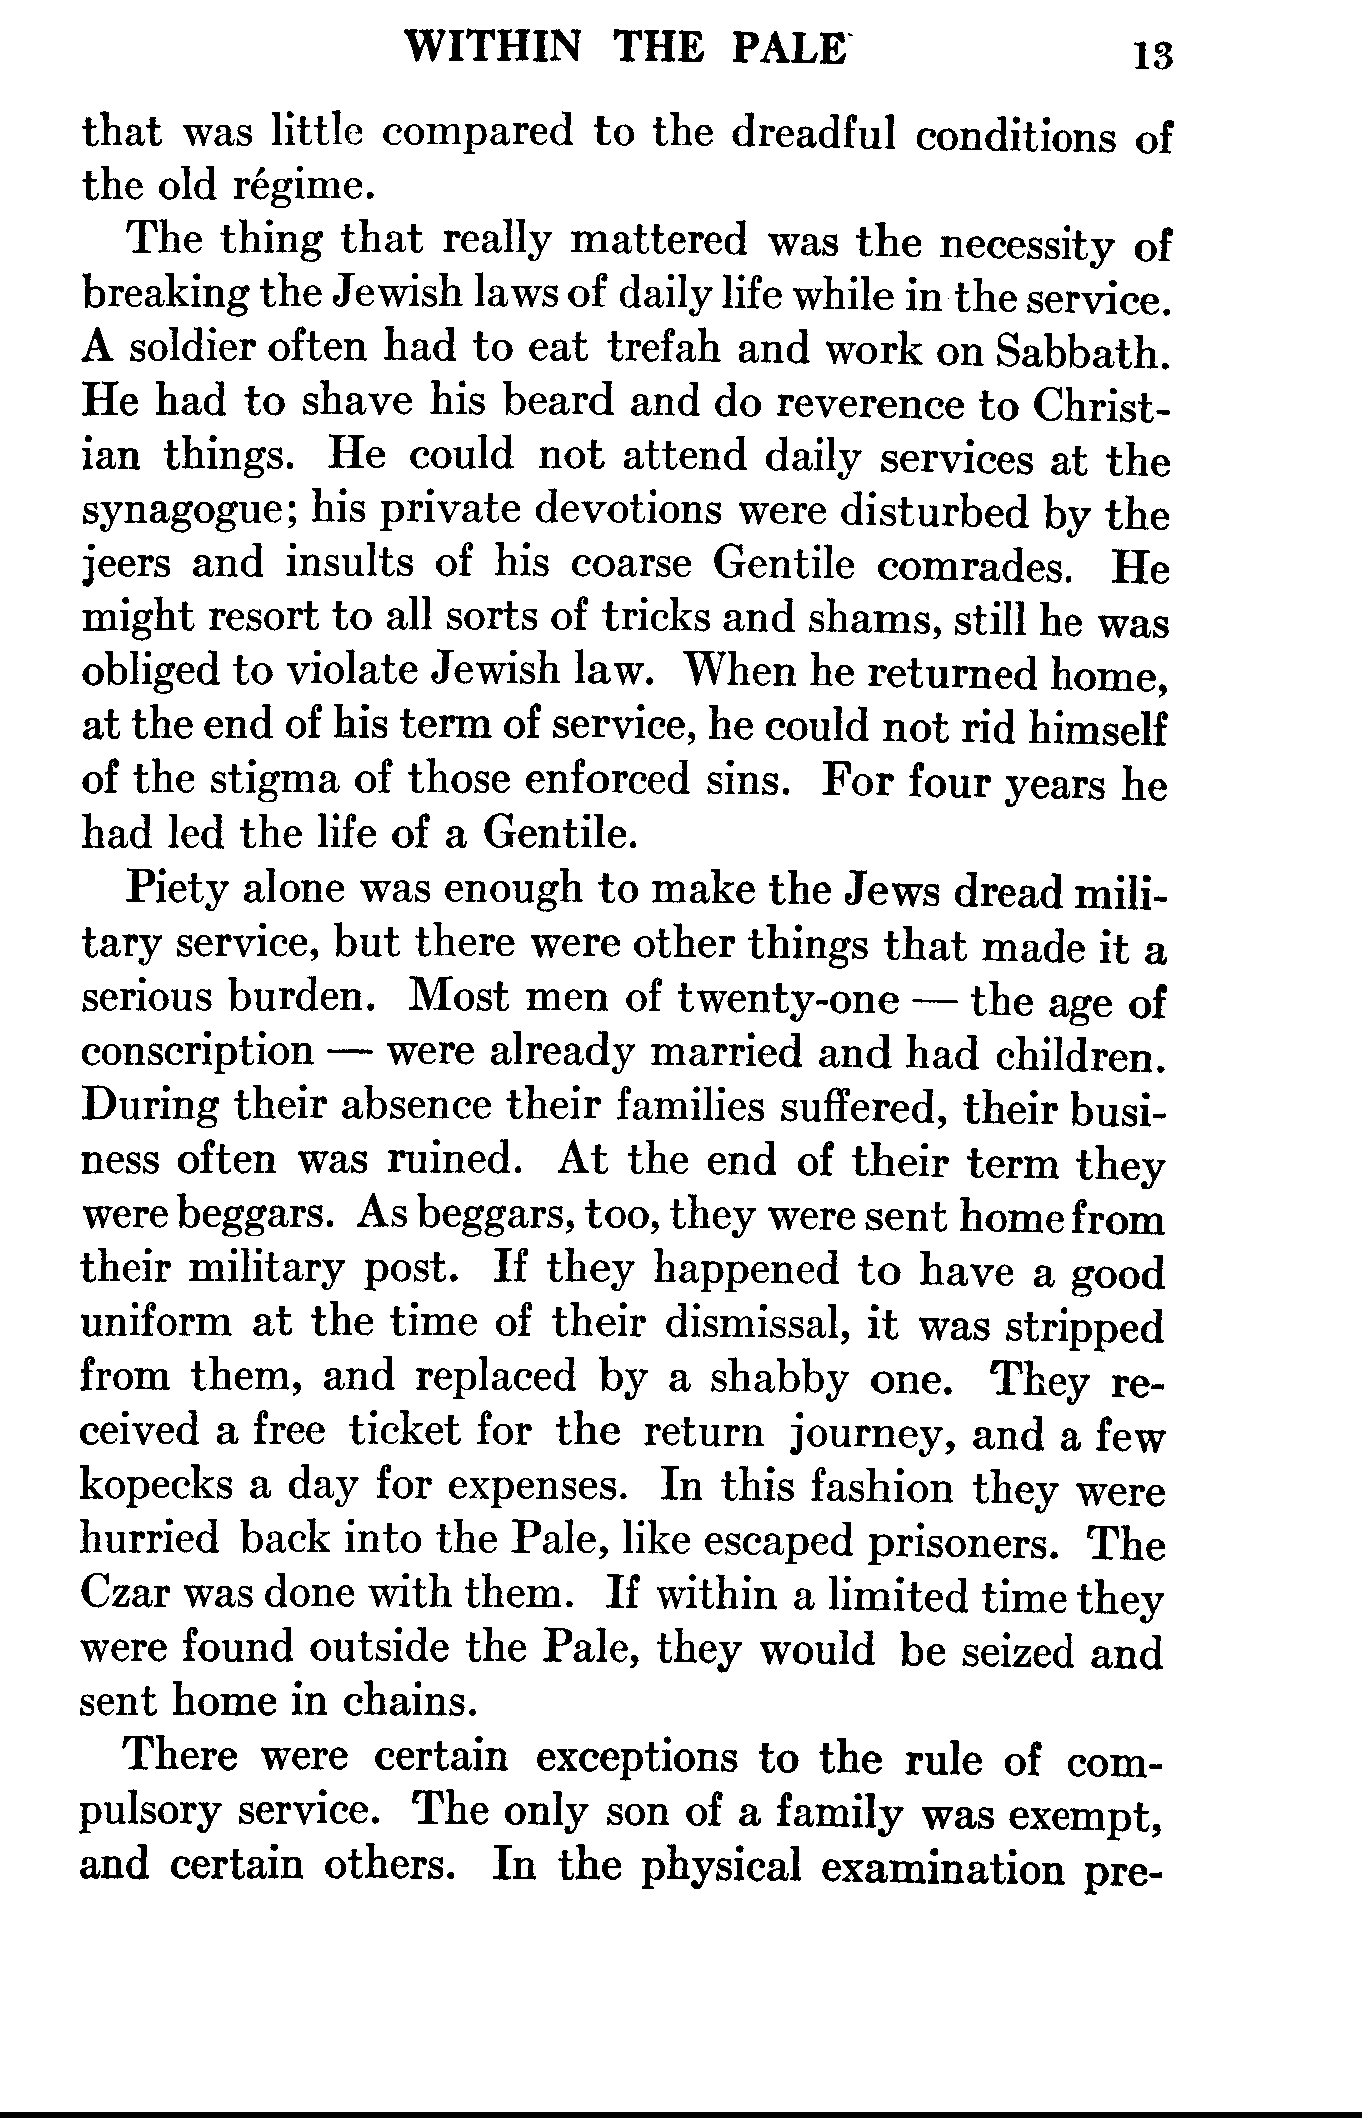 WITHIN THE PALE 13
that was little compared to the dreadful conditions of
the old régime.
The thing that really mattered was the necessity of
breaking the Jewish laws of daily life while in the service.
A soldier often had to eat trefah and work on Sabbath.
He had to shave his beard and do reverence to Christ-
ian things. He could not attend daily services at the
synagogue; his private devotions were disturbed by the
jeers and insults of his coarse Gentile comrades. He
might resort to all sorts of tricks and shams, still he was
obliged to violate Jewish law. When he returned home,
at the end of his term of service, he could not rid himself
of the stigma of those enforced sins. For four years he
had led the life of a Gentile.
Piety alone was enough to make the Jews dread mili-
tary service, but there were other things that made it a
serious burden. Most men of twenty-one — the age of
conscription — were already married and had children.
During their absence their families suffered, their busi-
ness often was ruined. At the end of their term they
were beggars. As beggars, too, they were sent home from
their military post. If they happened to have a good
uniform at the time of their dismissal, it was stripped
from them, and replaced by a shabby one. They re-
ceived a free ticket for the return journey, and a few
kopecks a day for expenses. In this fashion they were
hurried back into the Pale, like escaped prisoners. The
Czar was done with them. If within a limited time they
were found outside the Pale, they would be seized and
sent home in chains.
There were certain exceptions to the rule of com-
pulsory service. The only son of a family was exempt,
and certain others. In the physical examination pre-